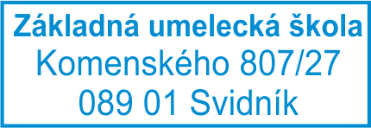 Základná umelecká škola
Komenského 807/27
089 01 Svidník